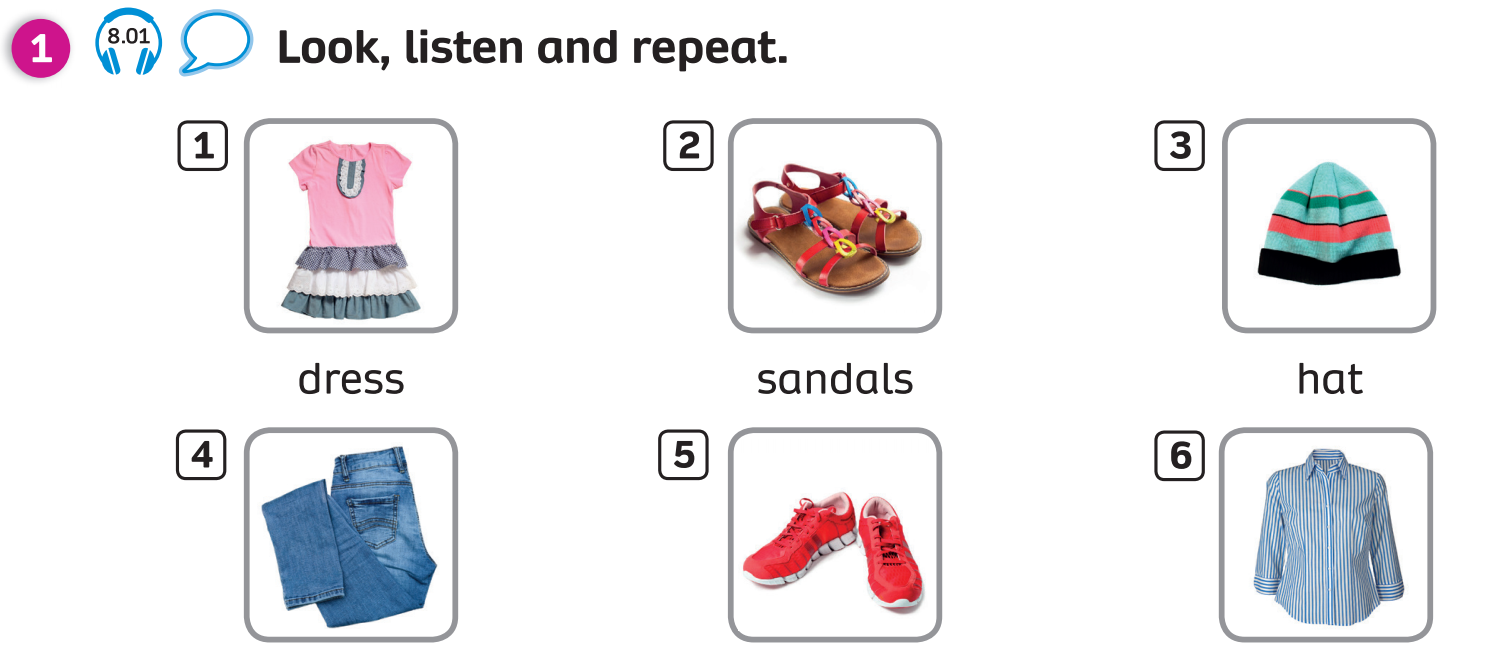 1 8.01 Look, listen and repeat.
1 2 3
dress sandals hat
4 5 6